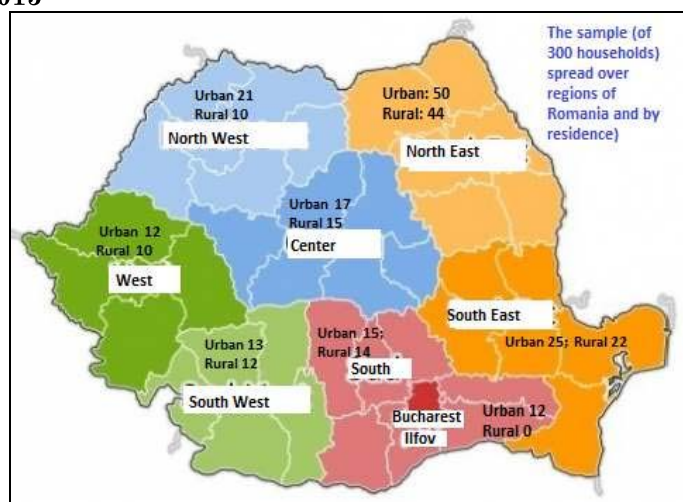 The sample (of
300 households)
spread over
regions of
Romania and by
residence)
Urban 21
Rural 10
North West
Urban: 50
Rural: 44
North East
Urban 17
Rural 15
Center
Urban 12
Rural 10
West
South East
Urban 25; Rural 22
Urban 13
Rural 12
South West
Urban 15;
Rural 14
South
Bucharest
Ilfov
Urban 12
Rural 0